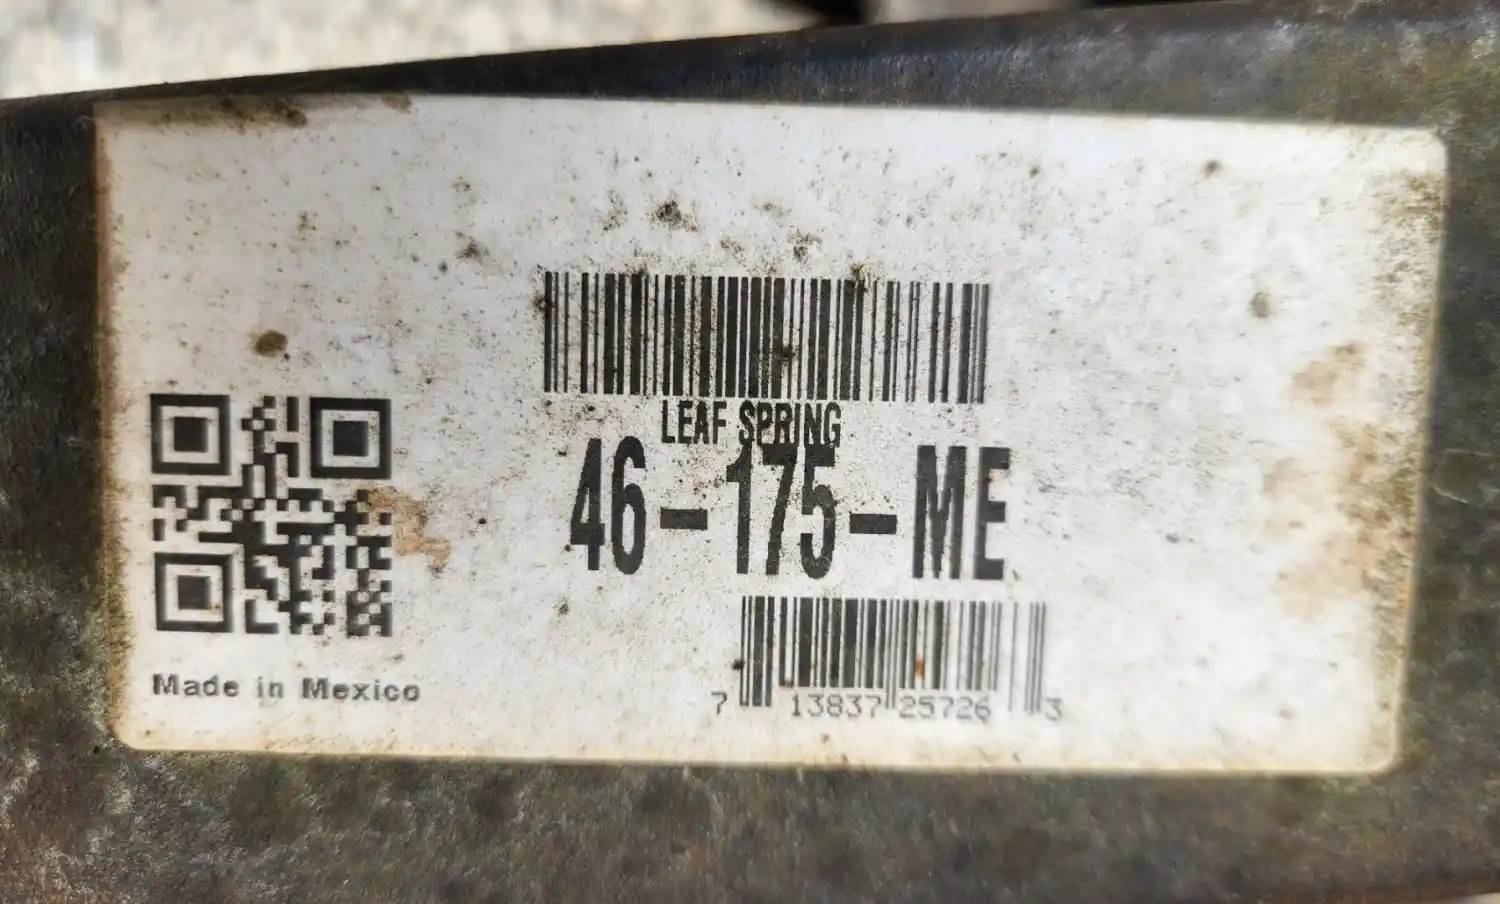 LEAF SPRING
46-175-ME
Made in Mexico
7 13837 25726 3